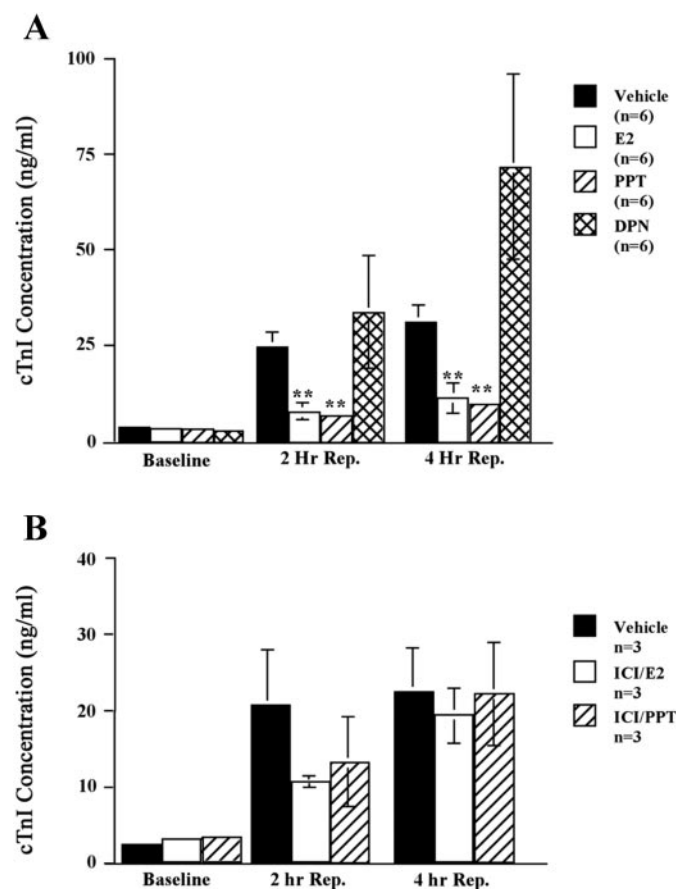 A
cTnI Concentration (ng/ml)
100
75
50
25
0
** **
** **
Baseline
2 Hr Rep.
4 Hr Rep.
Vehicle
(n=6)
E2
(n=6)
PPT
(n=6)
DPN
(n=6)
B
cTnI Concentration (ng/ml)
40
30
20
10
0
Baseline
2 hr Rep.
4 hr Rep.
Vehicle
n=3
ICI/E2
n=3
ICI/PPT
n=3